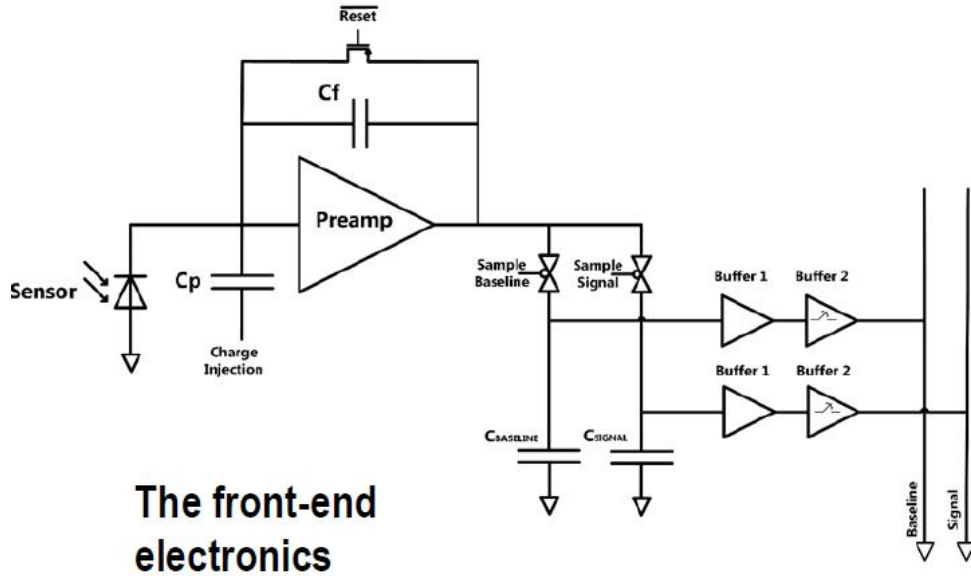 Reset
Cf
Preamp
Sensor
Cp
Charge
Injection
Sample
Baseline
Sample
Signal
Buffer 1
Buffer 2
Buffer 1
Buffer 2
CBASELINE
CSIGNAL
Baseline
Signal
The front-end
electronics